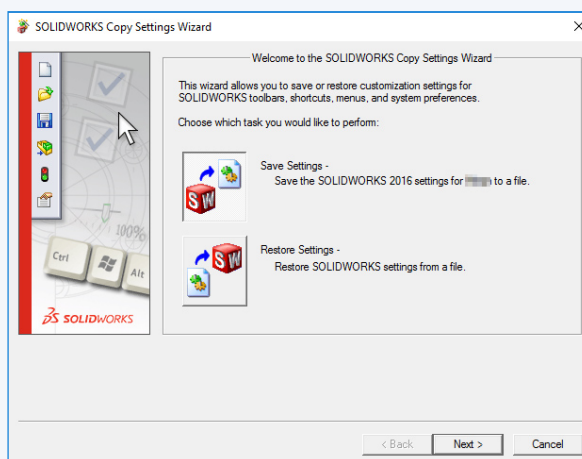 SOLIDWORKS Copy Settings Wizard
Welcome to the SOLIDWORKS Copy Settings Wizard
This wizard allows you to save or restore customization settings for
SOLIDWORKS toolbars, shortcuts, menus, and system preferences.
Choose which task you would like to perform:
Save Settings -
Save the SOLIDWORKS 2016 settings for to a file.
SW
Restore Settings -
Restore SOLIDWORKS settings from a file.
SW
100%
Ctrl
Alt
DS SOLIDWORKS
< Back
Next >
Cancel